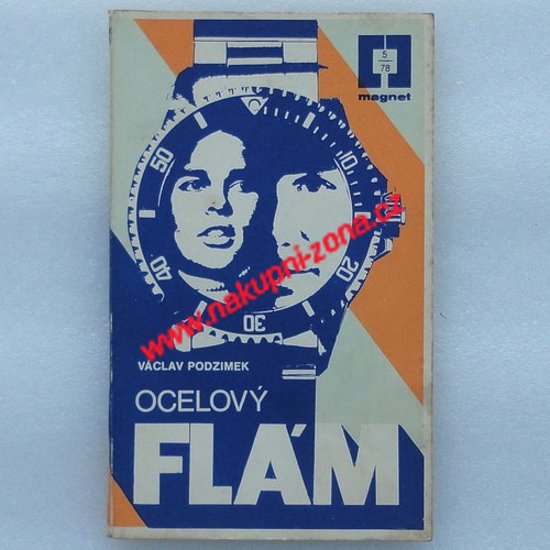 5
78
magnet
50
10
40
20
30
www.nakupni-zona.cz
VÁCLAV PODZIMEK
OCELOVÝ
FLÁM